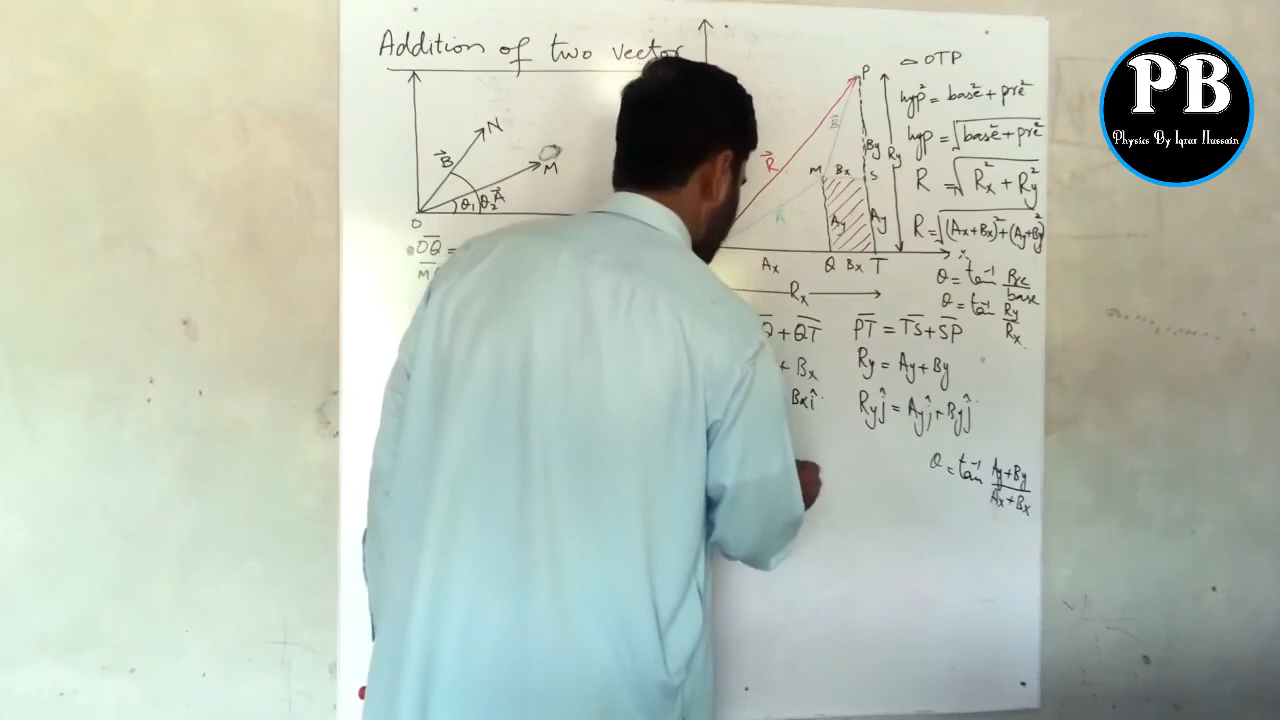 Addition of two vector
N
B
M
θ1 θ2 A
O
OQ =
M
P
B
R
By
Ry
M Bx S
A
Ay
Ay
x
Ax Q Bx T
Rx
Q + QT
+ Bx
Bxî
PT = TS + SP
Ry = Ay + By
Ryĵ = Ayĵ + Byĵ
△ OTP
hyp² = base² + pre²
hyp = √base² + pre²
R = √Rx² + Ry²
R = √(Ax+Bx)² + (Ay+By)²
θ = tan⁻¹ Pre/base
θ = tan⁻¹ Ry/Rx
θ = tan⁻¹ Ay+By/Ax+Bx
PB
Physics By Iqrar Hussain